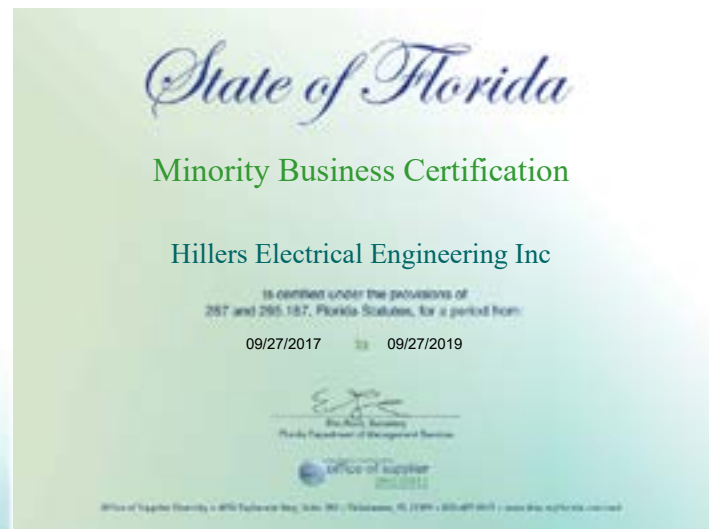 State of Florida
Minority Business Certification
Hillers Electrical Engineering Inc
Is certified under the provisions of
287 and 295.187, Florida Statutes, for a period from:
09/27/2017 to 09/27/2019
Secretary
Florida Department of Management Services
office of supplier